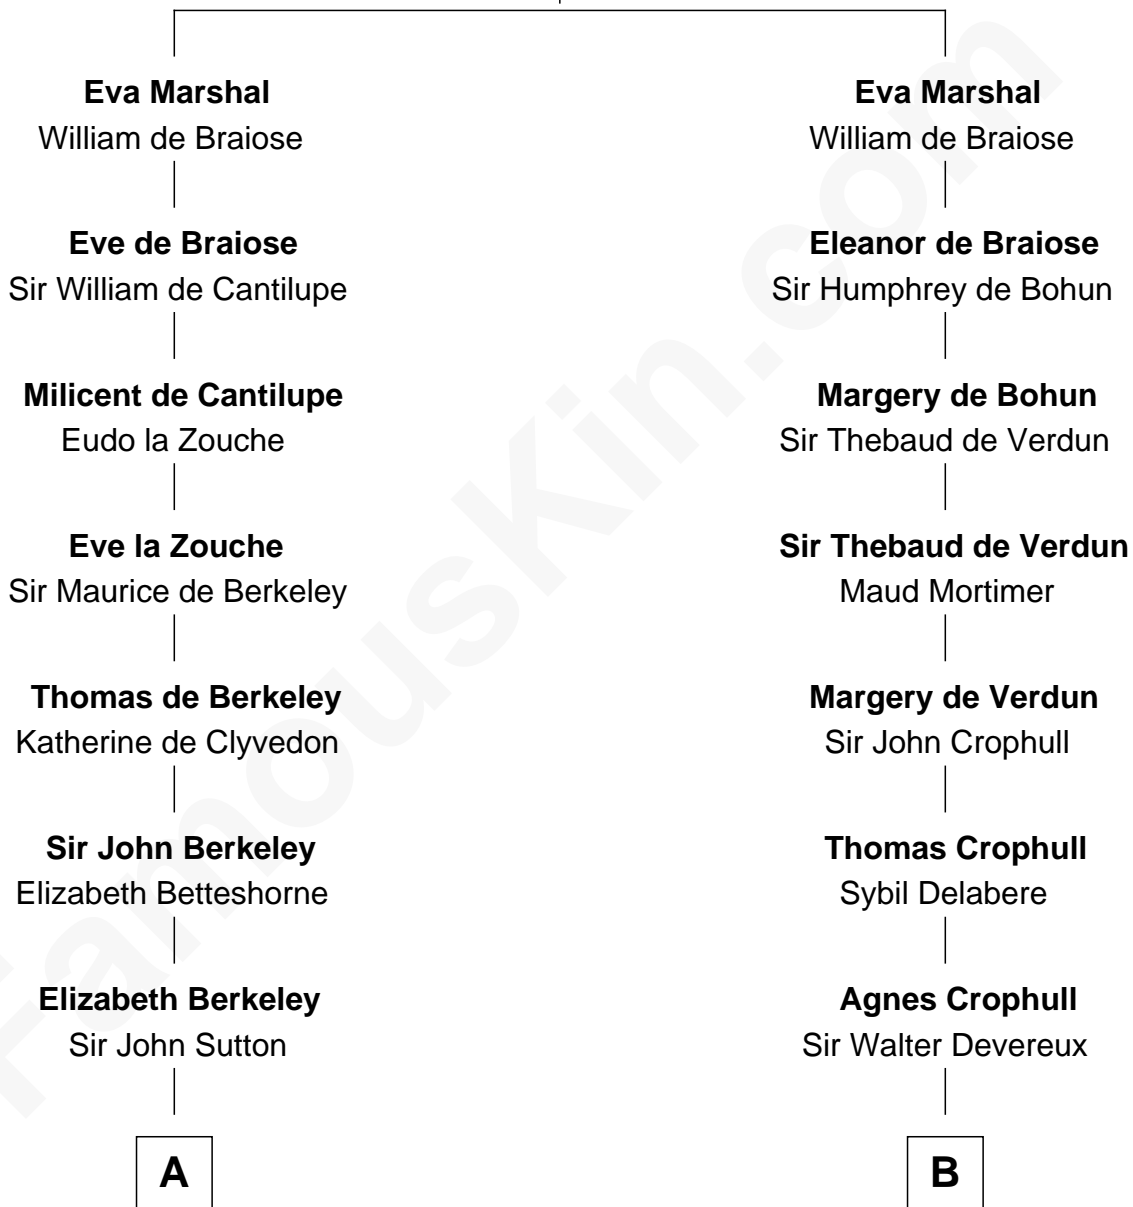 Eva Marshal
William de Braiose
Eve de Braiose
Sir William de Cantilupe
Milicent de Cantilupe
Eudo la Zouche
Eve la Zouche
Sir Maurice de Berkeley
Thomas de Berkeley
Katherine de Clyvedon
Sir John Berkeley
Elizabeth Betteshorne
Elizabeth Berkeley
Sir John Sutton
A
Eva Marshal
William de Braiose
Eleanor de Braiose
Sir Humphrey de Bohun
Margery de Bohun
Sir Thebaud de Verdun
Sir Thebaud de Verdun
Maud Mortimer
Margery de Verdun
Sir John Crophull
Thomas Crophull
Sybil Delabere
Agnes Crophull
Sir Walter Devereux
B
FamousKin.com